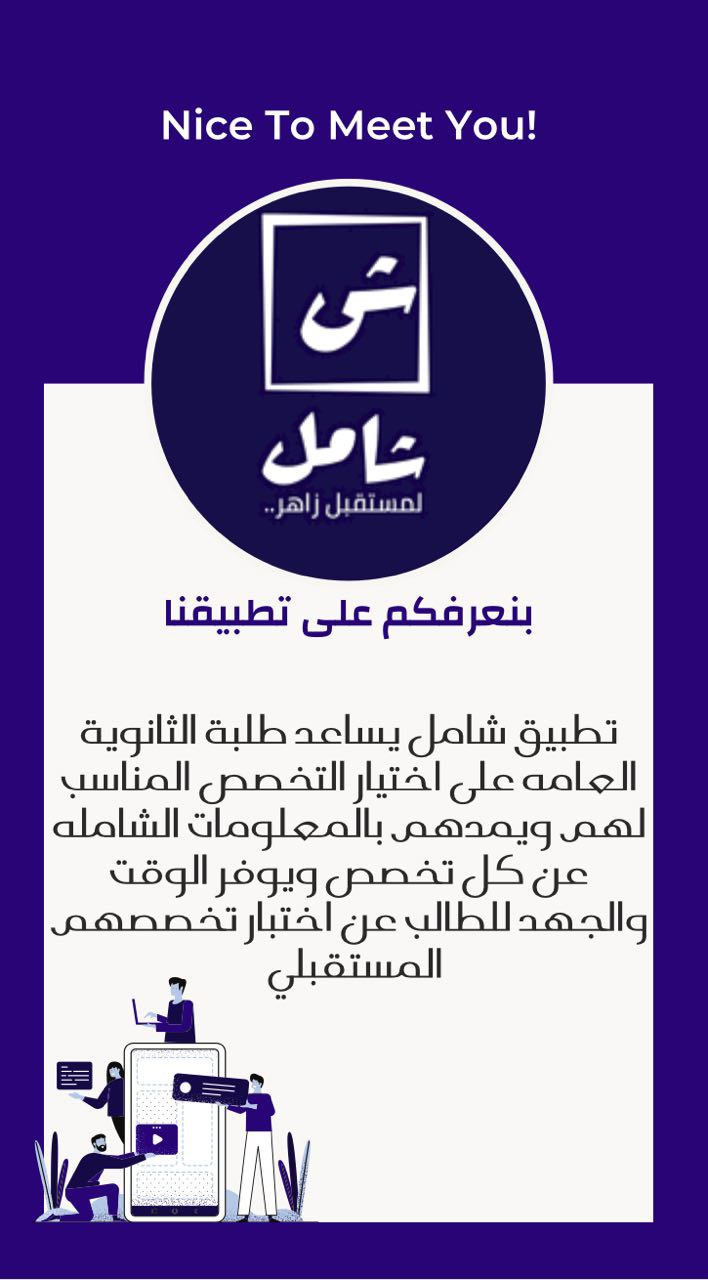 Nice To Meet You!
ش
شامل
لمستقبل زاهر..
بنعرفكم على تطبيقنا
تطبيق شامل يساعد طلبة الثانوية
العامه على اختيار التخصص المناسب
لهم ويمدهم بالمعلومات الشامله
عن كل تخصص ويوفر الوقت
والجهد للطالب عن اختبار تخصصهم
المستقبلي